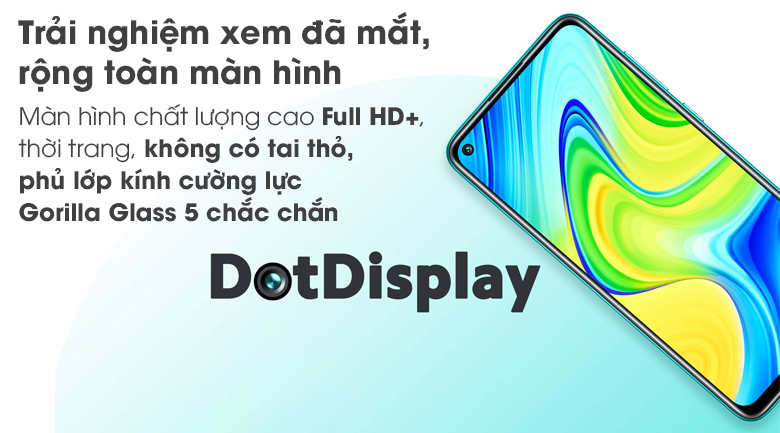 Trải nghiệm xem đã mắt,
rộng toàn màn hình
Màn hình chất lượng cao Full HD+,
thời trang, không có tai thỏ,
phủ lớp kính cường lực
Gorilla Glass 5 chắc chắn
DotDisplay